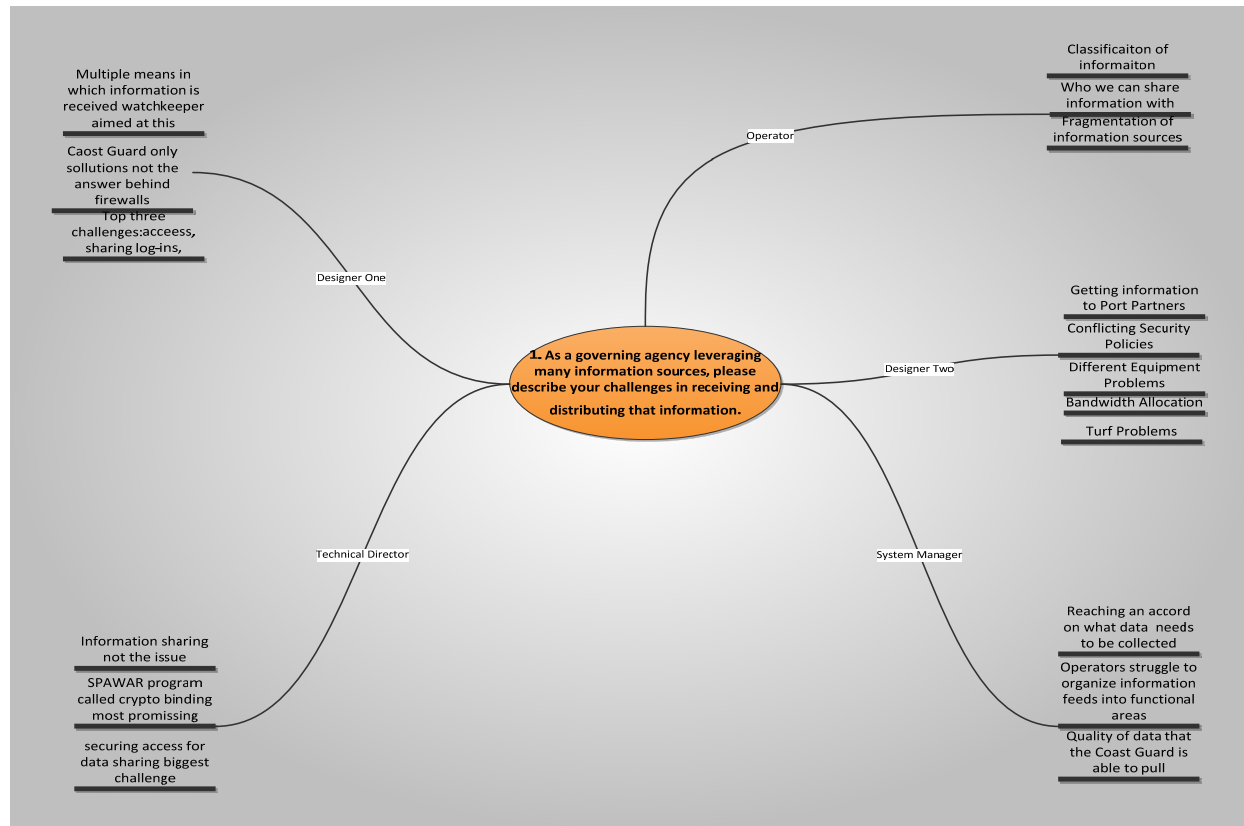 Multiple means in
which information is
received watchkeeper
aimed at this
Caost Guard only
sollutions not the
answer behind
firewalls
Top three
challenges:acceess,
sharing log-ins,
Designer One
Classificaiton of
informaiton
Who we can share
information with
Fragmentation of
information sources
Operator
1. As a governing agency leveraging
many information sources, please
describe your challenges in receiving and
distributing that information.
Getting information
to Port Partners
Conflicting Security
Policies
Different Equipment
Problems
Bandwidth Allocation
Turf Problems
Designer Two
Technical Director
Information sharing
not the issue
SPAWAR program
called crypto binding
most promissing
securing access for
data sharing biggest
challenge
System Manager
Reaching an accord
on what data needs
to be collected
Operators struggle to
organize information
feeds into functional
areas
Quality of data that
the Coast Guard is
able to pull